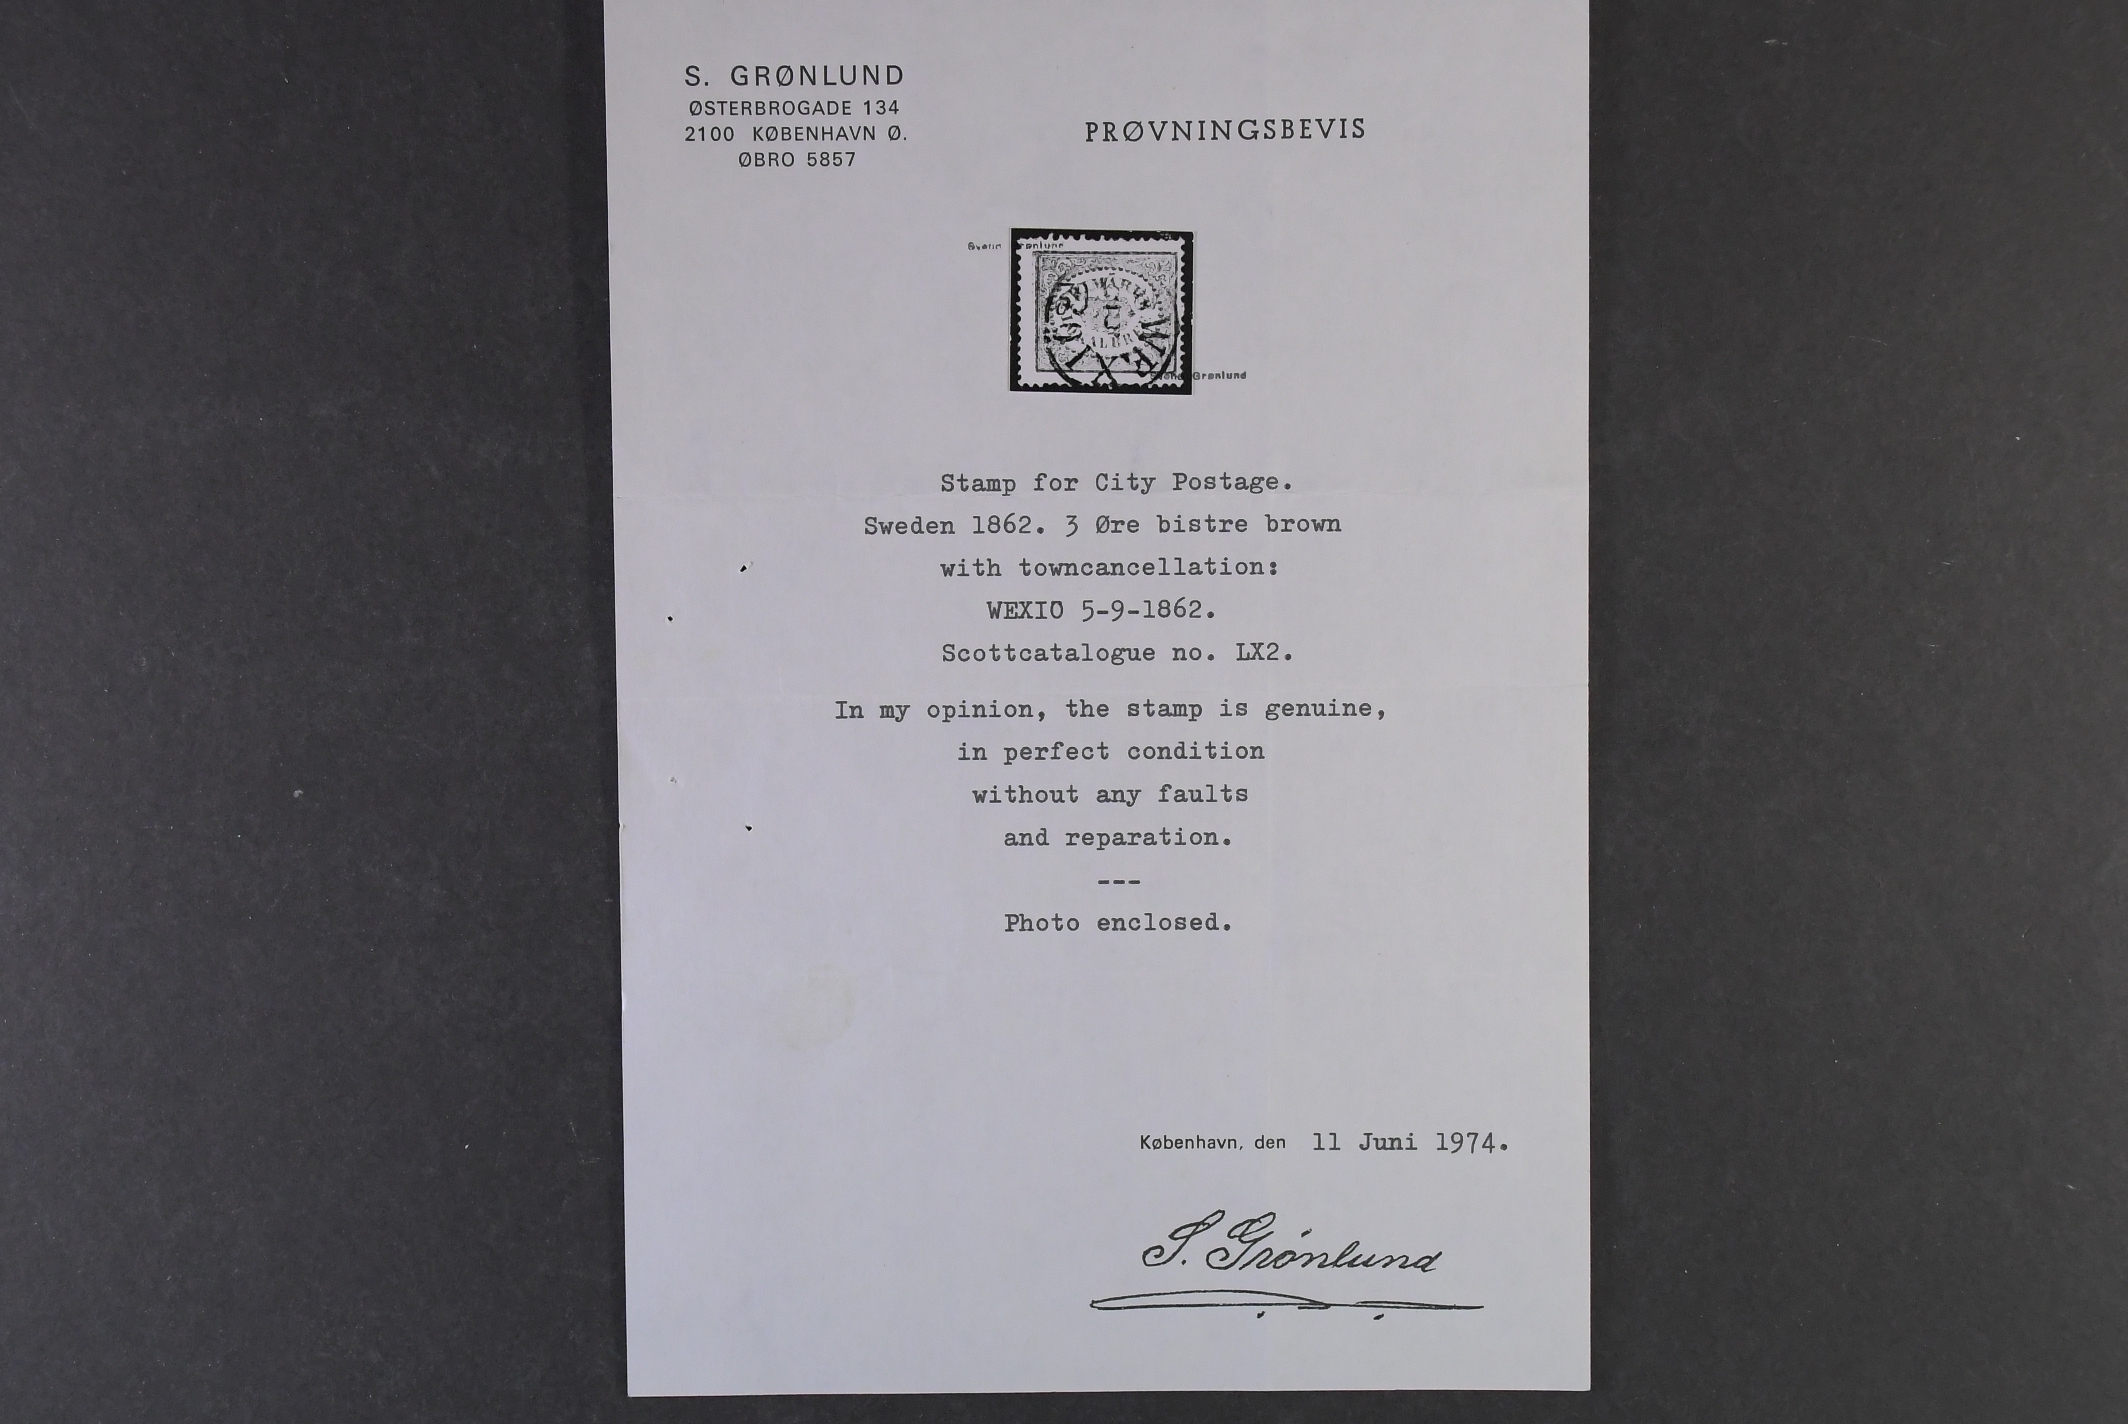 S. GRØNLUND
ØSTERBROGADE 134
2100 KØBENHAVN Ø.
ØBRO 5857
PRØVNINGSBEVIS
Grønlund
Stamp for City Postage.
Sweden 1862. 3 Øre bistre brown
with towncancellation:
WEXIO 5-9-1862.
Scottcatalogue no. LX2.
In my opinion, the stamp is genuine,
in perfect condition
without any faults
and reparation.
---
Photo enclosed.
København, den 11 Juni 1974.
S. Grønlund